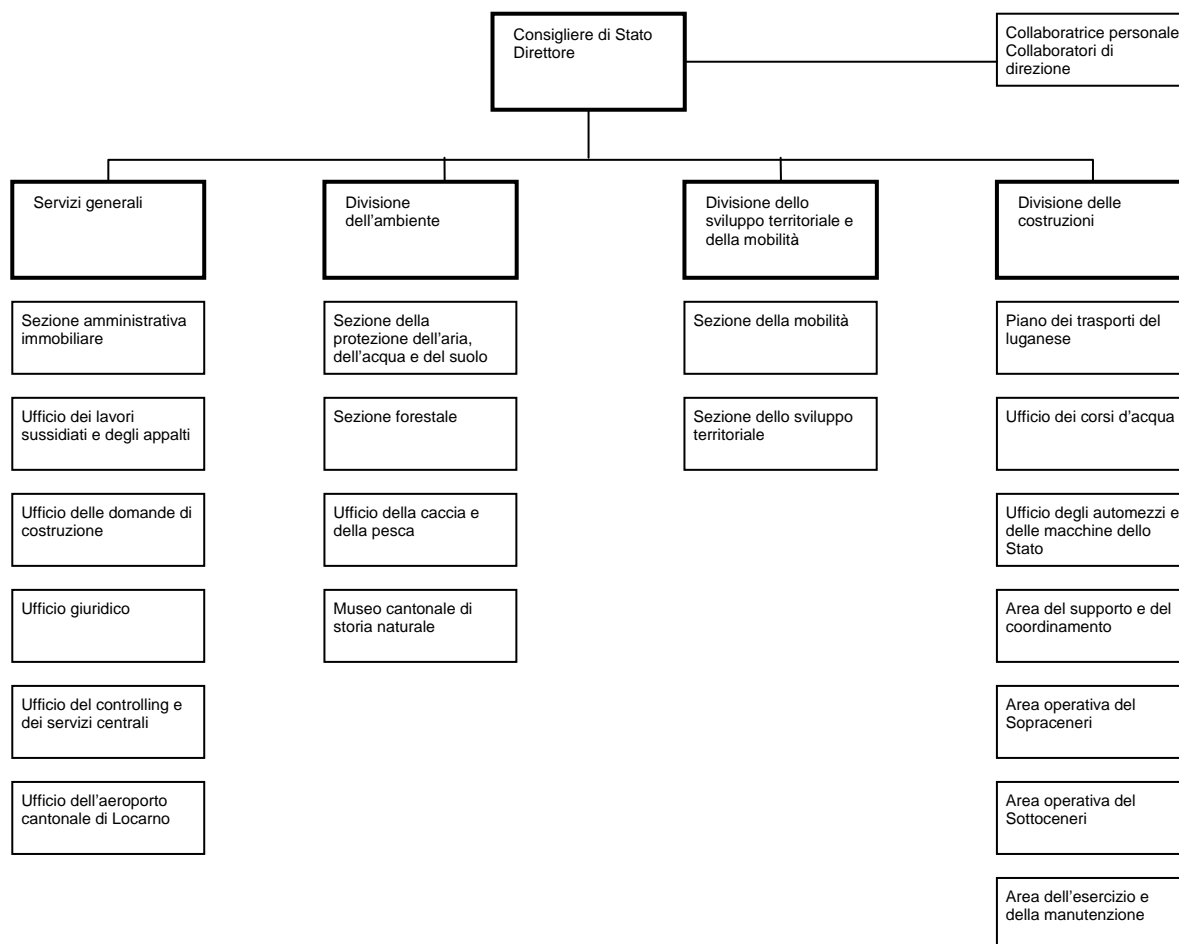 Consigliere di Stato
Direttore
Collaboratrice personale
Collaboratori di
direzione
Servizi generali
Divisione
dell’ambiente
Divisione dello
sviluppo territoriale e
della mobilità
Divisione delle
costruzioni
Sezione amministrativa
immobiliare
Sezione della
protezione dell’aria,
dell’acqua e del suolo
Sezione della mobilità
Piano dei trasporti del
luganese
Ufficio dei lavori
sussidiati e degli appalti
Sezione forestale
Sezione dello sviluppo
territoriale
Ufficio dei corsi d’acqua
Ufficio delle domande di
costruzione
Ufficio della caccia e
della pesca
Ufficio degli automezzi e
delle macchine dello
Stato
Ufficio giuridico
Museo cantonale di
storia naturale
Area del supporto e del
coordinamento
Ufficio del controlling e
dei servizi centrali
Area operativa del
Sopraceneri
Ufficio dell’aeroporto
cantonale di Locarno
Area operativa del
Sottoceneri
Area dell’esercizio e
della manutenzione